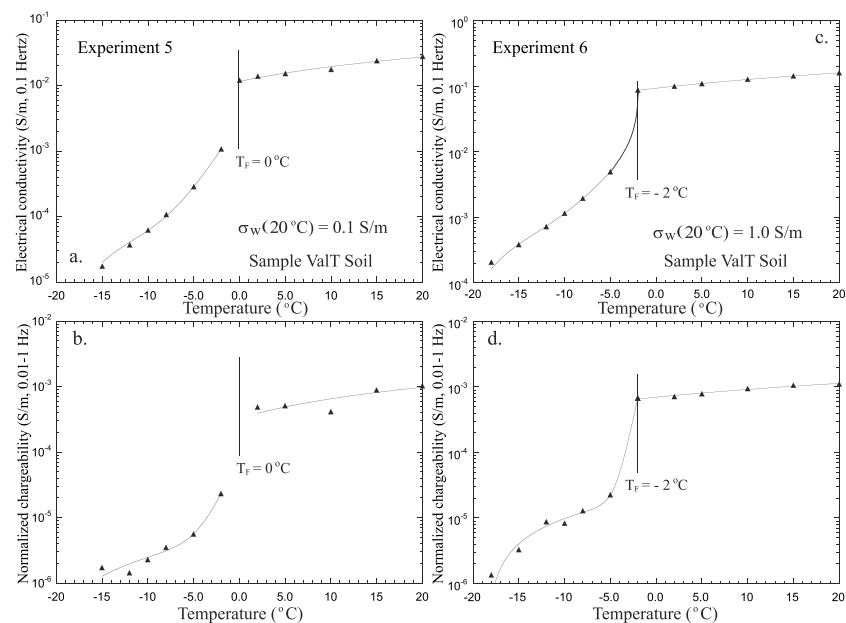 Experiment 5
Electrical conductivity (S/m, 0.1 Hertz)
10⁻¹
10⁻²
10⁻³
10⁻⁴
10⁻⁵
T_F = 0 °C
σ_w(20 °C) = 0.1 S/m
Sample ValT Soil
a.
-20 -15 -10 -5.0 0.0 5.0 10 15 20
Temperature (°C)
Experiment 6
c.
Electrical conductivity (S/m, 0.1 Hertz)
10⁰
10⁻¹
10⁻²
10⁻³
10⁻⁴
T_F = - 2 °C
σ_w(20 °C) = 1.0 S/m
Sample ValT Soil
-20 -15 -10 -5.0 0.0 5.0 10 15 20
Temperature (°C)
b.
Normalized chargeability (S/m, 0.01-1 Hz)
10⁻²
10⁻³
10⁻⁴
10⁻⁵
10⁻⁶
T_F = 0 °C
-20 -15 -10 -5.0 0.0 5.0 10 15 20
Temperature (°C)
d.
Normalized chargeability (S/m, 0.01-1 Hz)
10⁻²
10⁻³
10⁻⁴
10⁻⁵
10⁻⁶
T_F = - 2 °C
-20 -15 -10 -5.0 0.0 5.0 10 15 20
Temperature (°C)